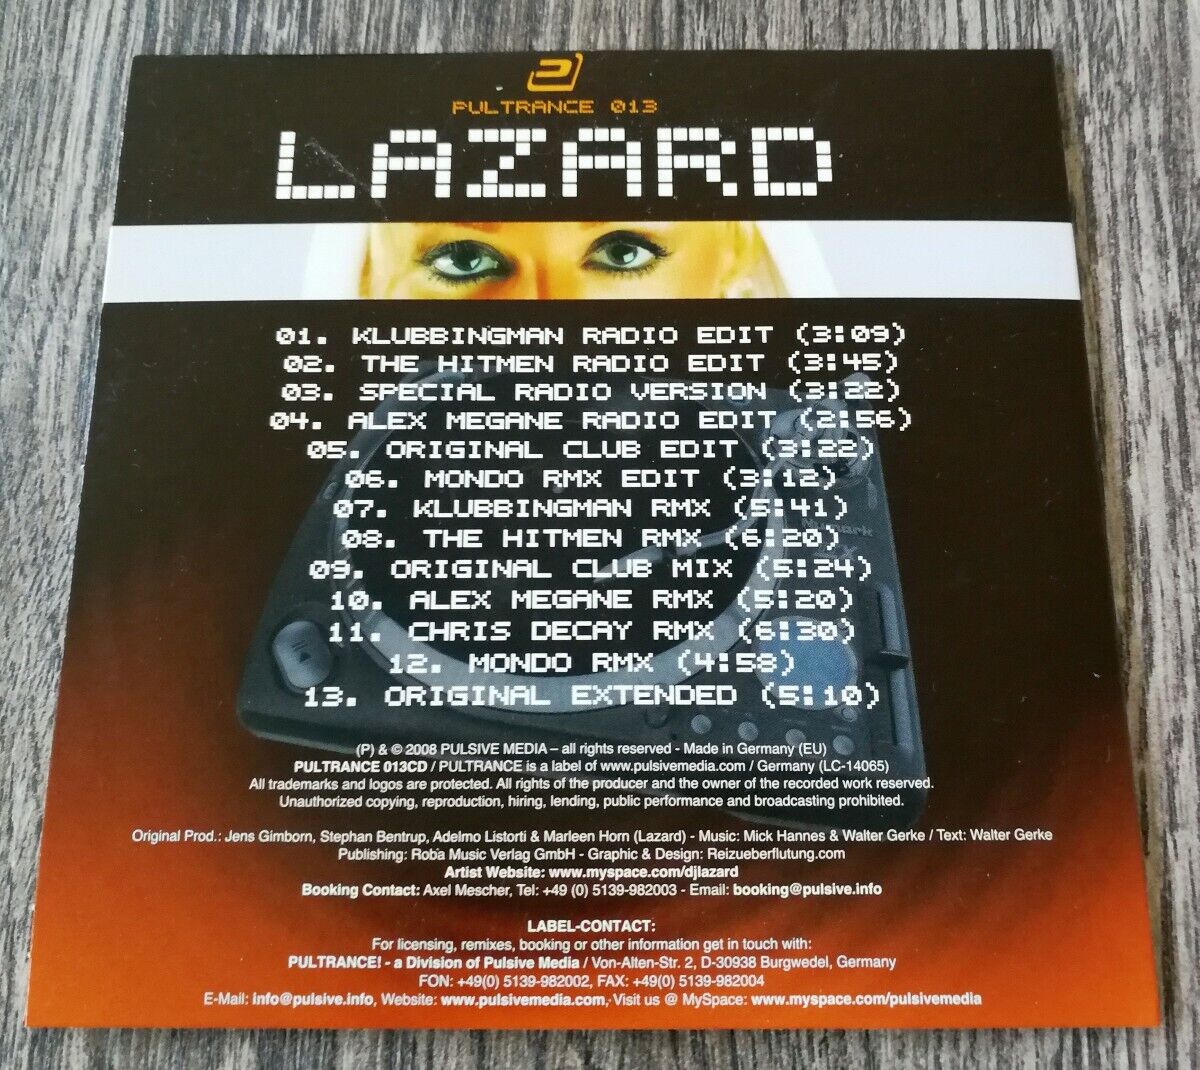 PULTRANCE 013
LAZARD
01. KLUBBINGMAN RADIO EDIT (3:09)
02. THE HITMEN RADIO EDIT (3:45)
03. SPECIAL RADIO VERSION (3:22)
04. ALEX MEGANE RADIO EDIT (2:56)
05. ORIGINAL CLUB EDIT (3:22)
06. MONDO RMX EDIT (3:12)
07. KLUBBINGMAN RMX (5:41)
Numark
08. THE HITMEN RMX (6:20)
09. ORIGINAL CLUB MIX (5:24)
10. ALEX MEGANE RMX (5:20)
11. CHRIS DECAY RMX (6:30)
12. MONDO RMX (4:58)
13. ORIGINAL EXTENDED (5:10)
(P) & © 2008 PULSIVE MEDIA – all rights reserved - Made in Germany (EU)
PULTRANCE 013CD / PULTRANCE is a label of www.pulsivemedia.com / Germany (LC-14065)
All trademarks and logos are protected. All rights of the producer and the owner of the recorded work reserved.
Unauthorized copying, reproduction, hiring, lending, public performance and broadcasting prohibited.
Original Prod.: Jens Gimborn, Stephan Bentrup, Adelmo Listorti & Marleen Horn (Lazard) - Music: Mick Hannes & Walter Gerke / Text: Walter Gerke
Publishing: Roba Music Verlag GmbH - Graphic & Design: Reizueberflutung.com
Artist Website: www.myspace.com/djlazard
Booking Contact: Axel Mescher, Tel: +49 (0) 5139-982003 - Email: booking@pulsive.info
LABEL-CONTACT:
For licensing, remixes, booking or other information get in touch with:
PULTRANCE! - a Division of Pulsive Media / Von-Alten-Str. 2, D-30938 Burgwedel, Germany
FON: +49(0) 5139-982002, FAX: +49(0) 5139-982004
E-Mail: info@pulsive.info, Website: www.pulsivemedia.com, Visit us @ MySpace: www.myspace.com/pulsivemedia